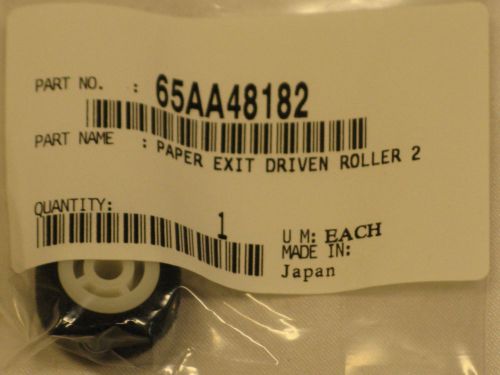 PART NO. : 65AA48182
PART NAME : PAPER EXIT DRIVEN ROLLER 2
QUANTITY: 1
U M: EACH
MADE IN:
Japan